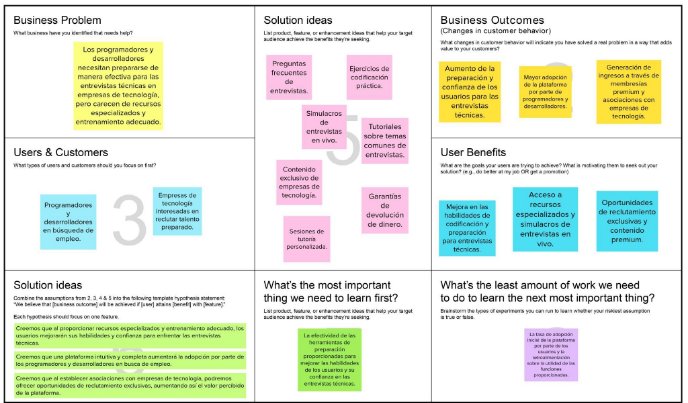 Business Problem
What business have you identified that needs help?
Los programadores y
desarrolladores
necesitan prepararse de
manera efectiva para las
entrevistas técnicas en
empresas de tecnología,
pero carecen de recursos
especializados y
entrenamiento adecuado.
Solution ideas
List product, feature, or enhancement ideas that help your target
audience achieve the benefits they're seeking.
Preguntas
frecuentes
de
entrevistas.
Ejercicios de
codificación
práctica.
Simulacros
de
entrevistas
en vivo.
5
Tutoriales
sobre temas
comunes de
entrevistas.
Contenido
exclusivo de
empresas de
tecnología.
Garantías
de
devolución
de dinero.
Sesiones de
tutoría
personalizada.
Business Outcomes
(Changes in customer behavior)
What changes in customer behavior will indicate you have solved a real problem in a way that adds
value to your customers?
Aumento de la
preparación y
confianza de los
usuarios para las
entrevistas
técnicas.
Mayor adopción
de la plataforma
por parte de
programadores y
desarrolladores.
Generación de
ingresos a través de
membresías
premium y
asociaciones con
empresas de
tecnología.
Users & Customers
What types of users and customers should you focus on first?
Programadores
y
desarrolladores
en búsqueda de
empleo.
3
Empresas de
tecnología
interesadas en
reclutar talento
preparado.
User Benefits
What are the goals your users are trying to achieve? What is motivating them to seek out your
solution? (e.g., do better at my job OR get a promotion)
Mejora en las
habilidades de
codificación y
preparación para
entrevistas
técnicas.
Acceso a
recursos
especializados y
simulacros de
entrevistas en
vivo.
Oportunidades
de reclutamiento
exclusivas y
contenido
premium.
Solution ideas
Combine the assumptions from 2, 3, 4 & 5 into the following template hypothesis statement:
"We believe that [business outcome] will be achieved if [user] attains [benefit] with [feature]."
Each hypothesis should focus on one feature.
Creemos que al proporcionar recursos especializados y entrenamiento adecuado, los
usuarios mejorarán sus habilidades y confianza para enfrentar las entrevistas
técnicas.
Creemos que una plataforma intuitiva y completa aumentará la adopción por parte de
los programadores y desarrolladores en busca de empleo.
Creemos que al establecer asociaciones con empresas de tecnología, podremos
ofrecer oportunidades de reclutamiento exclusivas, aumentando así el valor percibido
de la plataforma.
What's the most important
thing we need to learn first?
List product, feature, or enhancement ideas that help your target
audience achieve the benefits they're seeking.
La efectividad de las
herramientas de
preparación
proporcionadas para
mejorar las habilidades
de los usuarios y su
confianza en las
entrevistas técnicas.
What's the least amount of work we need
to do to learn the next most important thing?
Brainstorm the types of experiments you can run to learn whether your riskiest assumption
is true or false.
La tasa de adopción
inicial de la plataforma
por parte de los
usuarios y la
retroalimentación
sobre la utilidad de las
funciones
proporcionadas.